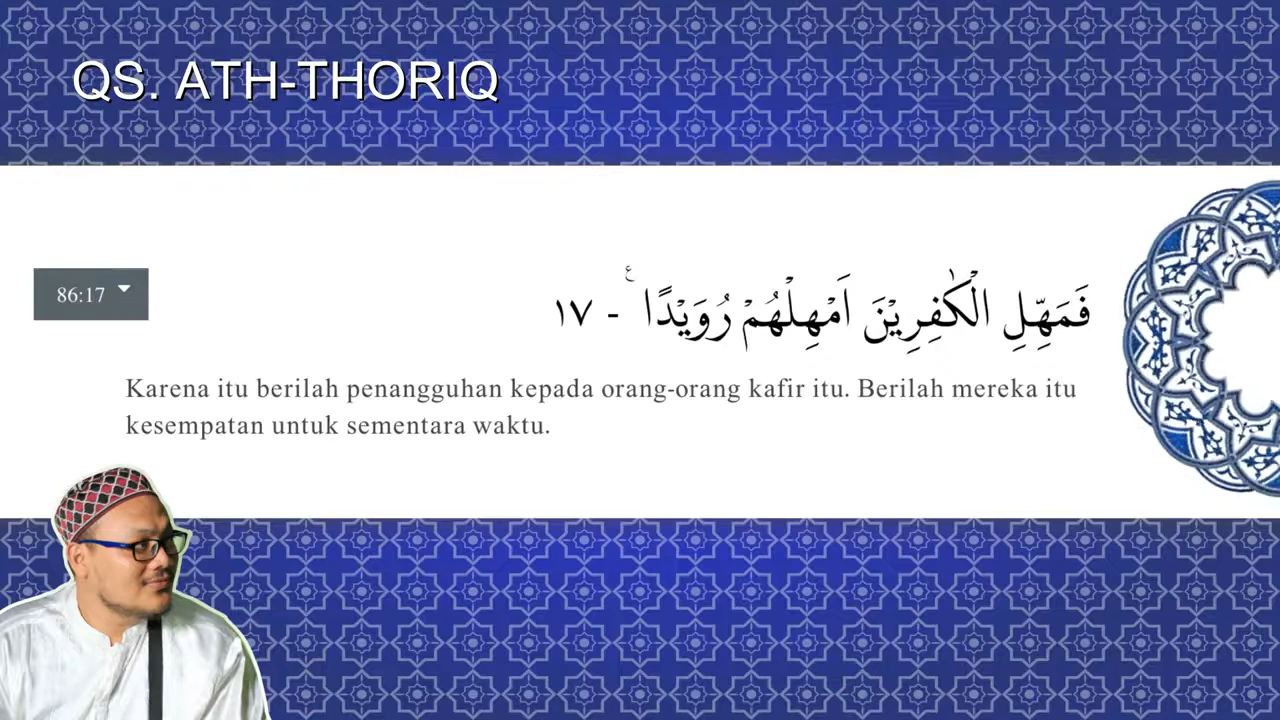 QS. ATH-THORIQ
86:17
فَمَهِّلِ الْكٰفِرِيْنَ اَمْهِلْهُمْ رُوَيْدًا ࣖ - ١٧
Karena itu berilah penangguhan kepada orang-orang kafir itu. Berilah mereka itu
kesempatan untuk sementara waktu.